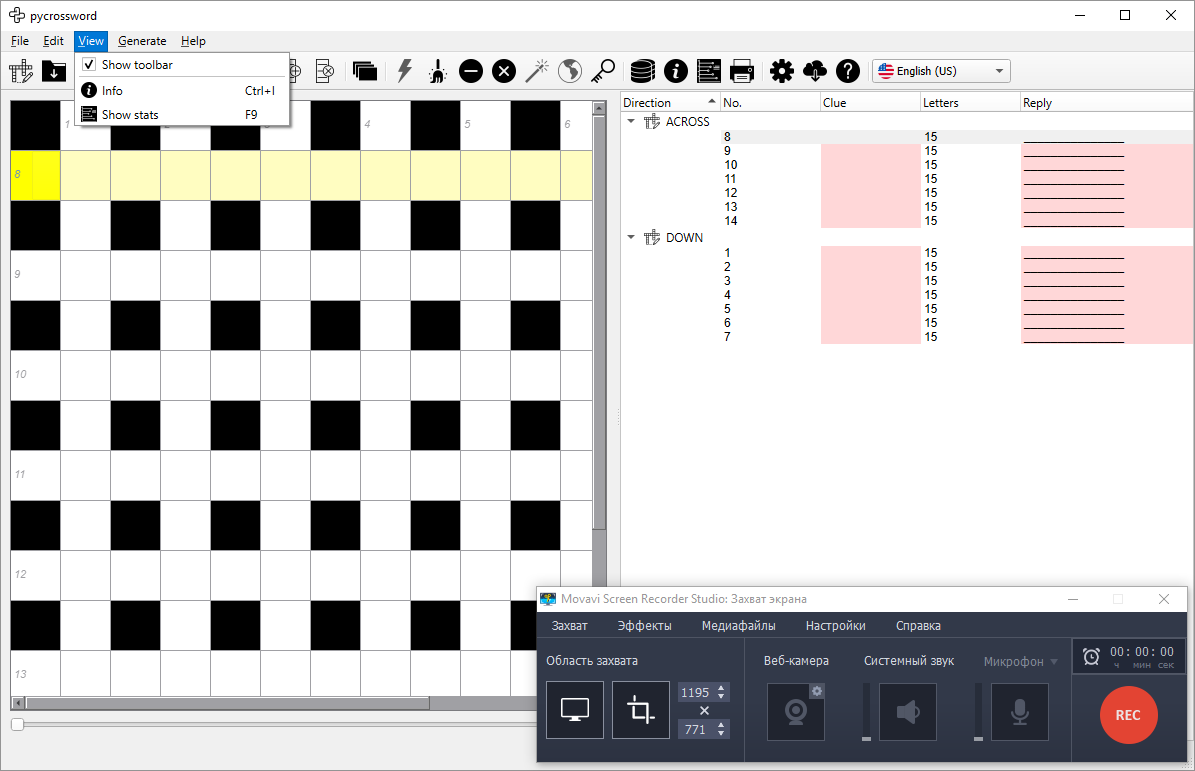 pycrossword
File Edit View Generate Help
Show toolbar
Info Ctrl+I
Show stats F9
English (US)
1 4 5 6
8
9
10
11
12
13
Direction No. Clue Letters Reply
ACROSS
8 15
9 15
10 15
11 15
12 15
13 15
14 15
DOWN
1 15
2 15
3 15
4 15
5 15
6 15
7 15
Movavi Screen Recorder Studio: Захват экрана
Захват Эффекты Медиафайлы Настройки Справка
Область захвата Веб-камера Системный звук Микрофон
00:00:00
ч мин сек
1195
×
771
REC